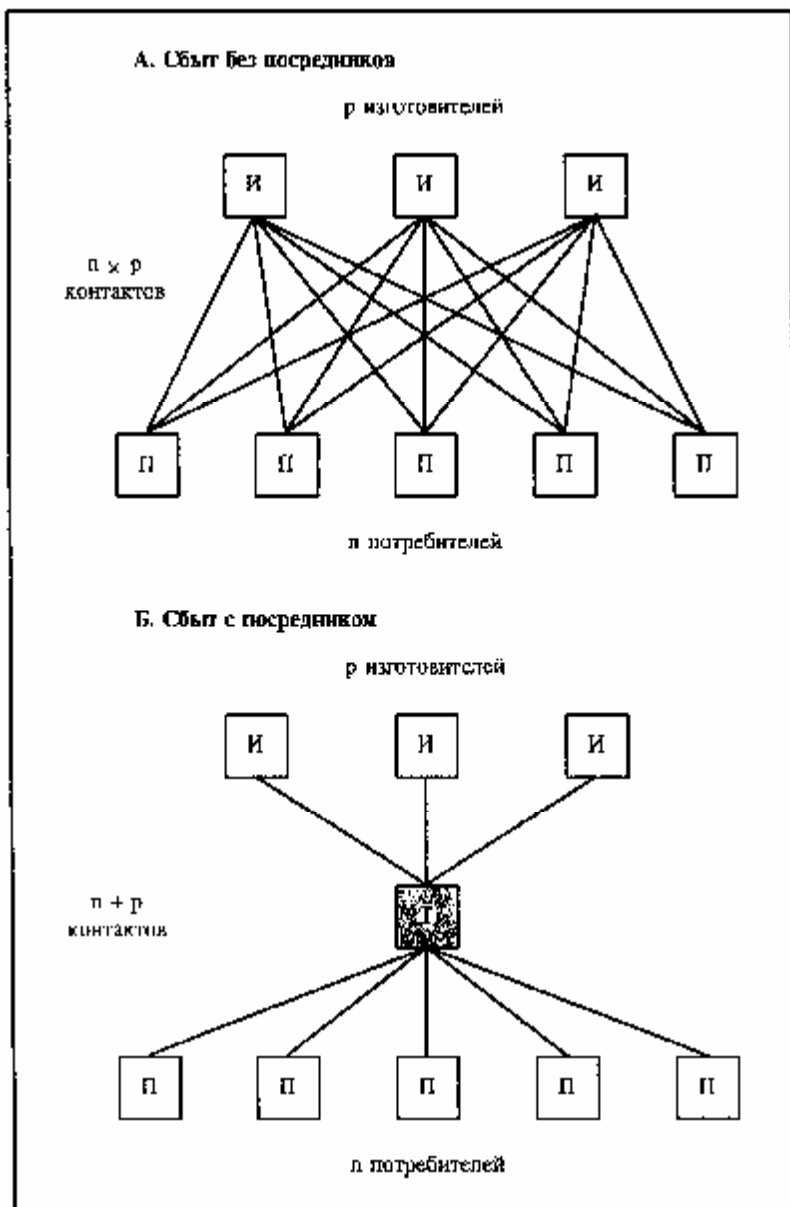 А. Сбыт без посредников
p изготовителей
И И И
n × p
контактов
П П П П П
n потребителей
Б. Сбыт с посредником
p изготовителей
И И И
n + p
контактов
П П П П П
n потребителей